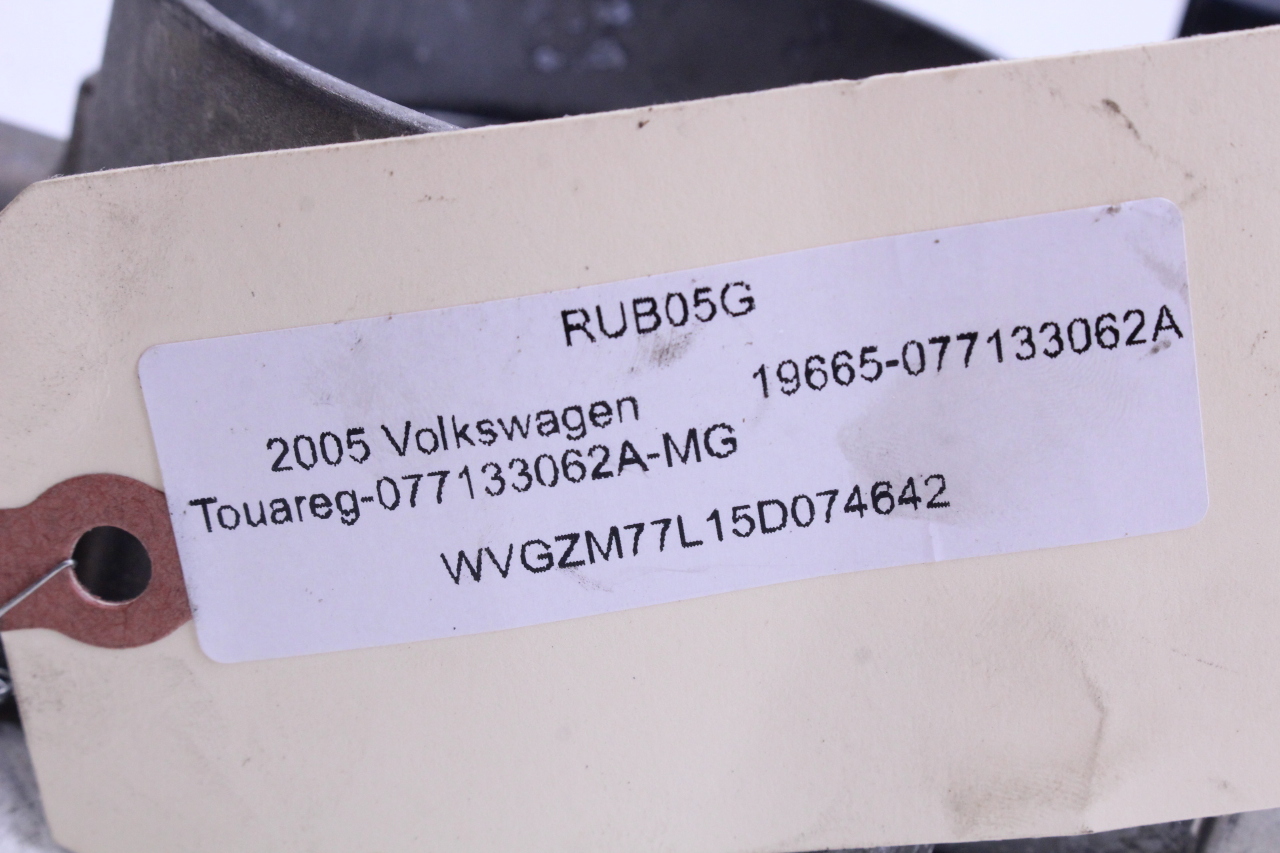 RUB05G
19665-077133062A
2005 Volkswagen
Touareg-077133062A-MG
WVGZM77L15D074642